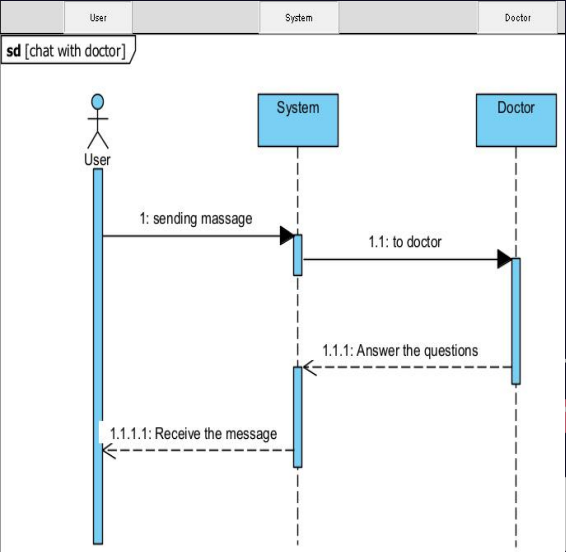 User System Doctor
sd [chat with doctor]
System Doctor
User
1: sending massage
1.1: to doctor
1.1.1: Answer the questions
1.1.1.1: Receive the message